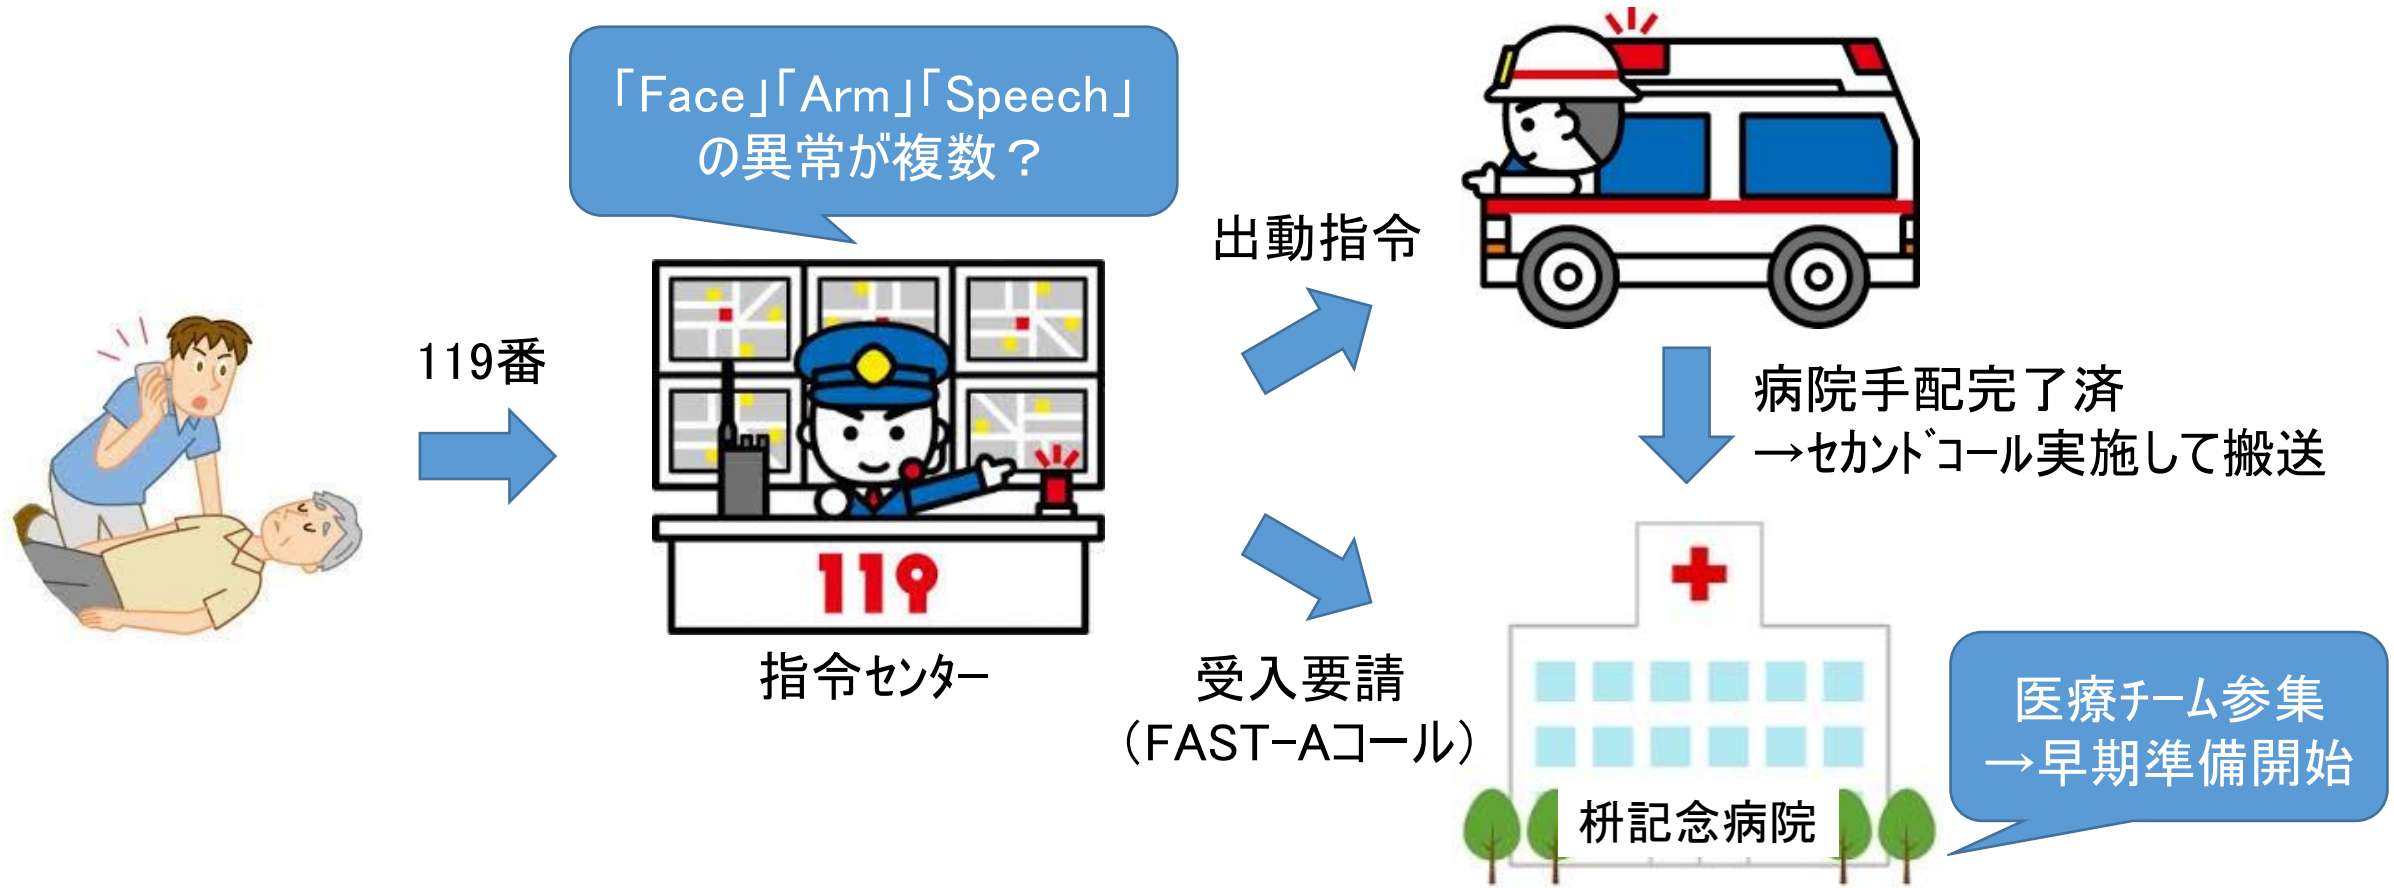 「Face」「Arm」「Speech」
の異常が複数？
出動指令
119番
病院手配完了済
→セカンドコール実施して搬送
119
指令センター
受入要請
（FAST-Aコール）
医療チーム参集
→早期準備開始
枡記念病院